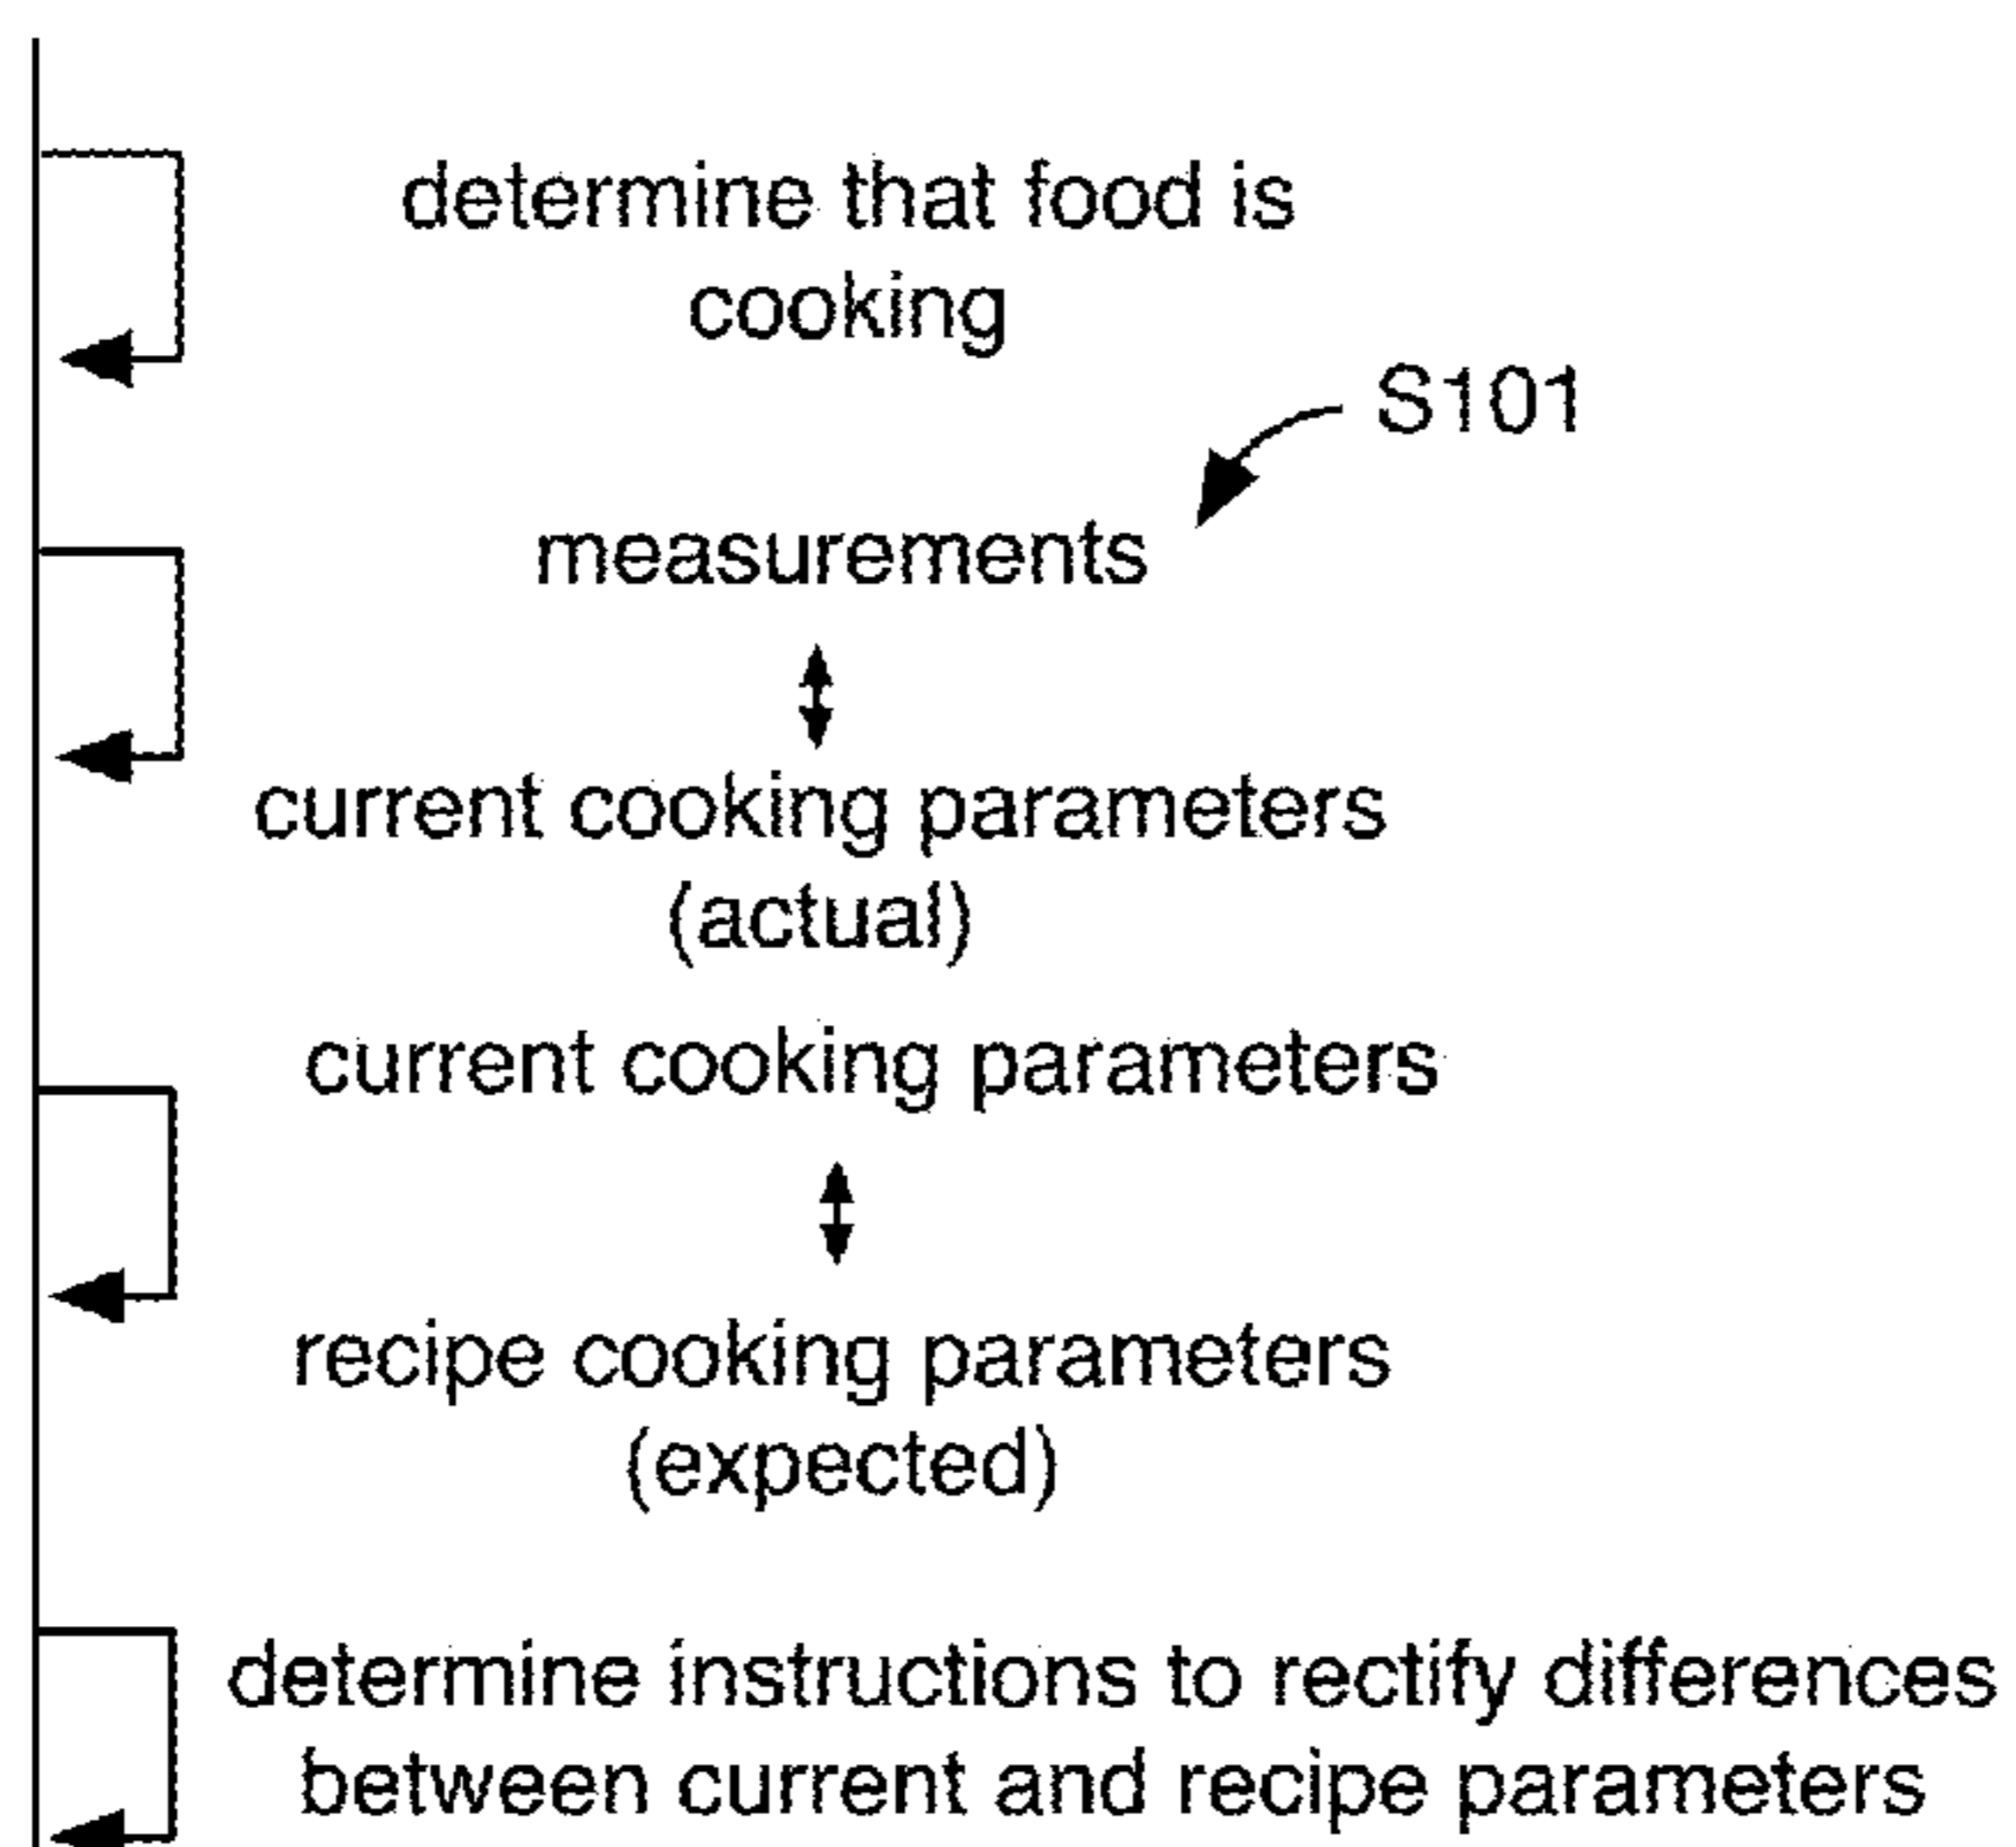 determine that food is
cooking
S101
measurements
current cooking parameters
(actual)
current cooking parameters
recipe cooking parameters
(expected)
determine instructions to rectify differences
between current and recipe parameters